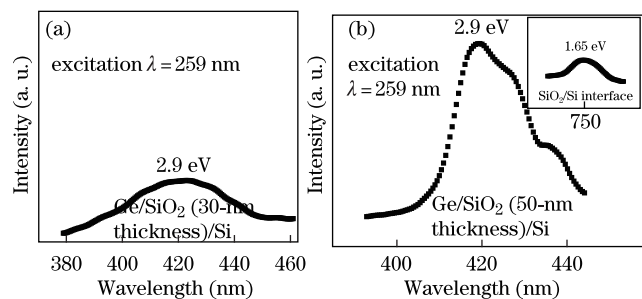 (a)
excitation λ = 259 nm
2.9 eV
Ge/SiO₂ (30-nm
thickness)/Si
Intensity (a. u.)
380 400 420 440 460
Wavelength (nm)
(b)
2.9 eV
excitation
λ = 259 nm
1.65 eV
SiO₂/Si interface
750
Ge/SiO₂ (50-nm
thickness)/Si
Intensity (a. u.)
400 420 440
Wavelength (nm)